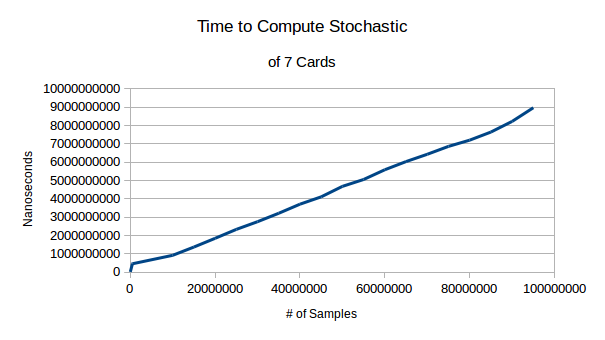 Time to Compute Stochastic
of 7 Cards
10000000000
9000000000
8000000000
7000000000
6000000000
5000000000
4000000000
3000000000
2000000000
1000000000
0
Nanoseconds
0 20000000 40000000 60000000 80000000 100000000
# of Samples